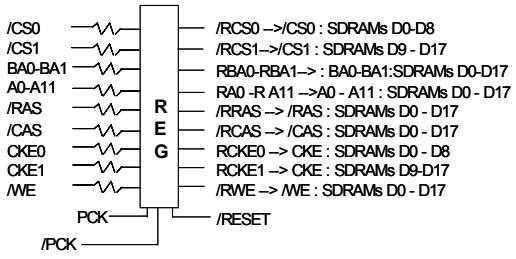 /CS0 /RCS0 -->/CS0 : SDRAMs D0-D8
/CS1 /RCS1-->/CS1 : SDRAMs D9 - D17
BA0-BA1 RBA0-RBA1--> : BA0-BA1:SDRAMs D0-D17
A0-A11 RA0 -R A11 -->A0 - A11 : SDRAMs D0 - D17
/RAS R /RRAS --> /RAS : SDRAMs D0 - D17
/CAS E /RCAS --> /CAS : SDRAMs D0 - D17
CKE0 G RCKE0 --> CKE : SDRAMs D0 - D8
CKE1 RCKE1 --> CKE : SDRAMs D9-D17
/WE /RWE --> /WE : SDRAMs D0 - D17
PCK /RESET
/PCK